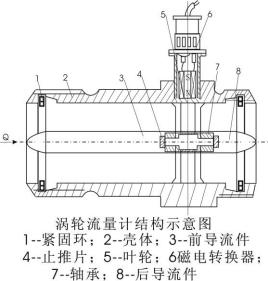 1 2 3 4 5 6 7 8
Q
涡轮流量计结构示意图
1--紧固环；2--壳体；3--前导流件
4--止推片；5--叶轮；6磁电转换器；
7--轴承；8--后导流件